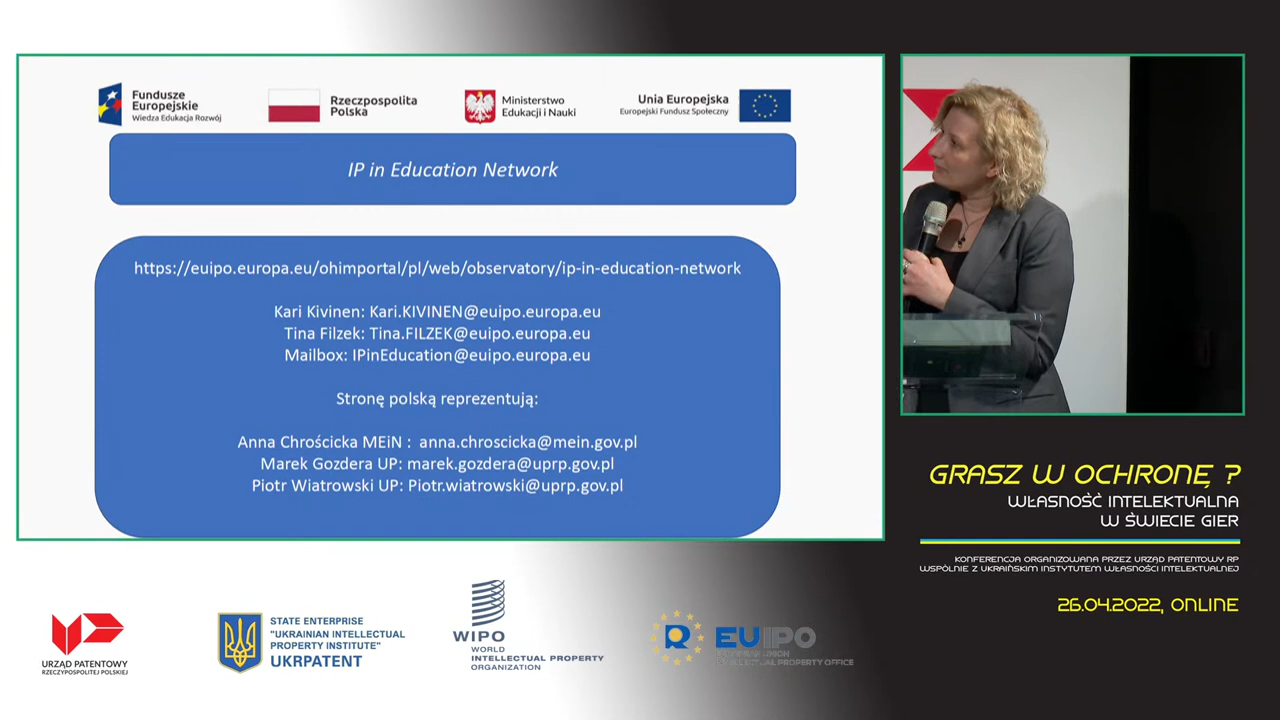 Fundusze
Europejskie
Wiedza Edukacja Rozwój
Rzeczpospolita
Polska
Ministerstwo
Edukacji i Nauki
Unia Europejska
Europejski Fundusz Społeczny
IP in Education Network
https://euipo.europa.eu/ohimportal/pl/web/observatory/ip-in-education-network
Kari Kivinen: Kari.KIVINEN@euipo.europa.eu
Tina Filzek: Tina.FILZEK@euipo.europa.eu
Mailbox: IPinEducation@euipo.europa.eu
Stronę polską reprezentują:
Anna Chrościcka MEiN : anna.chroscicka@mein.gov.pl
Marek Gozdera UP: marek.gozdera@uprp.gov.pl
Piotr Wiatrowski UP: Piotr.wiatrowski@uprp.gov.pl
GRASZ W OCHRONĘ ?
WŁASNOŚĆ INTELEKTUALNA
W ŚWIECIE GIER
KONFERENCJA ORGANIZOWANA PRZEZ URZĄD PATENTOWY RP
WSPÓLNIE Z UKRAIŃSKIM INSTYTUTEM WŁASNOŚCI INTELEKTUALNEJ
26.04.2022, ONLINE
URZĄD PATENTOWY
RZECZYPOSPOLITEJ POLSKIEJ
STATE ENTERPRISE
"UKRAINIAN INTELLECTUAL
PROPERTY INSTITUTE"
UKRPATENT
WIPO
WORLD
INTELLECTUAL PROPERTY
ORGANIZATION
EUIPO
EUROPEAN UNION
INTELLECTUAL PROPERTY OFFICE